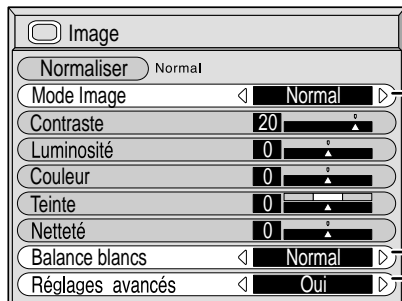 Image
Normaliser Normal
Mode Image Normal
Contraste 20
Luminosité 0
Couleur 0
Teinte 0
Netteté 0
Balance blancs Normal
Réglages avancés Oui